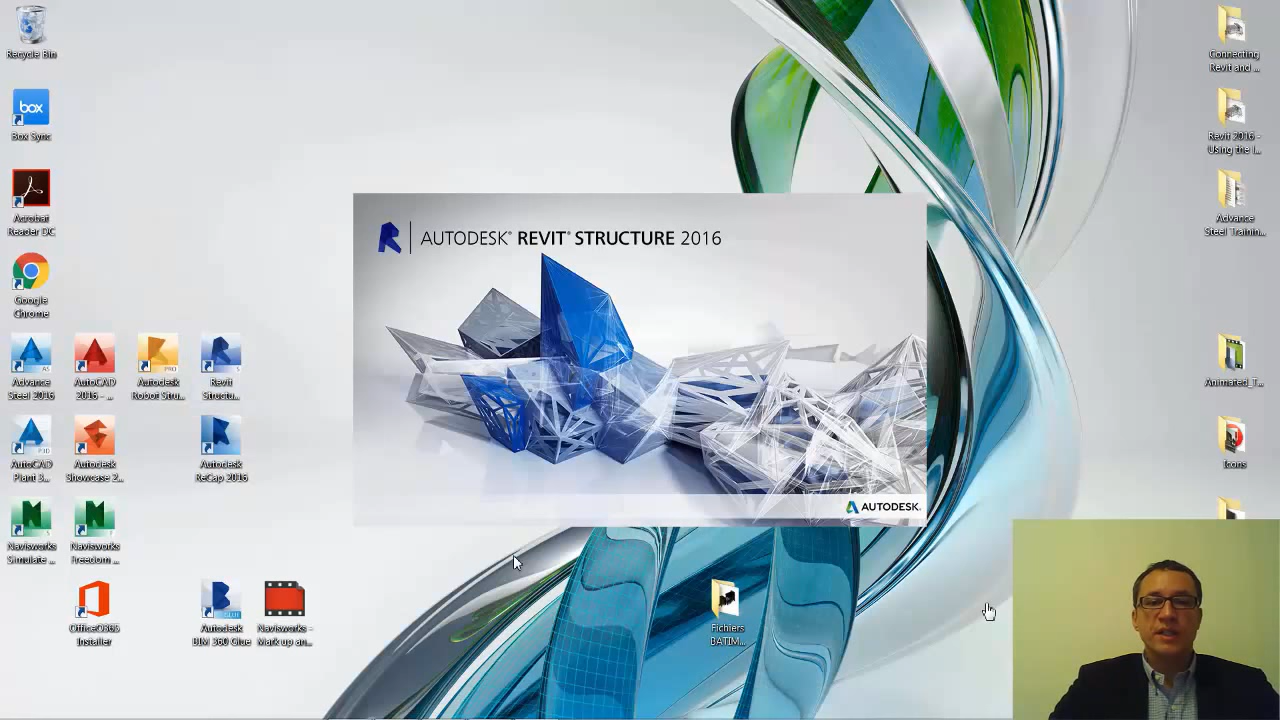 Recycle Bin
box
Box Sync
Acrobat
Reader DC
Google
Chrome
Advance
Steel 2016
AutoCAD
2016 - ...
PRO
Autodesk
Robot Stru...
Revit
Structu...
AutoCAD
Plant 3...
Autodesk
Showcase 2...
Autodesk
ReCap 2016
Navisworks
Simulate ...
Navisworks
Freedom ...
Office365
Installer
Autodesk
BIM 360 Glue
Navisworks -
Mark up an...
AUTODESK® REVIT® STRUCTURE 2016
AUTODESK.
Fichiers
BATIM...
Connecting
Revit and ...
Revit 2016 -
Using the I...
Advance
Steel Trainin...
Animated_T...
Icons